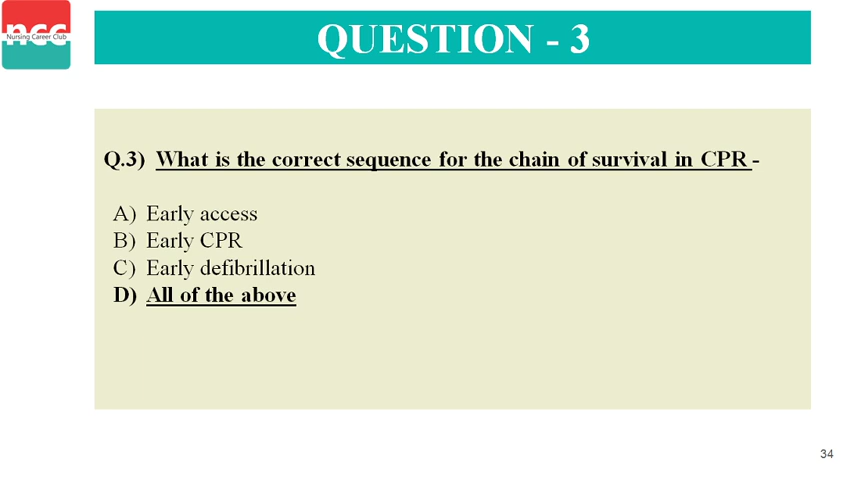 ncc
Nursing Career Club
QUESTION - 3
Q.3) What is the correct sequence for the chain of survival in CPR -
A) Early access
B) Early CPR
C) Early defibrillation
D) All of the above
34